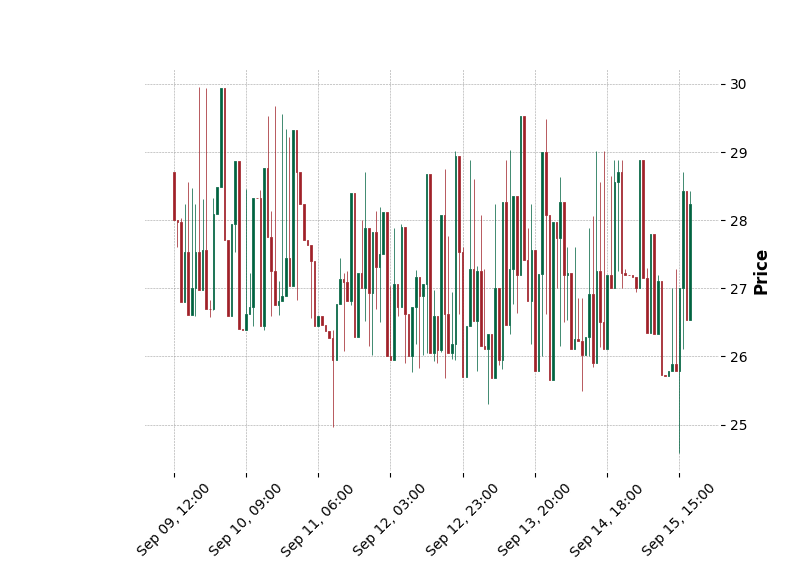 30
29
28
27
26
25
Price
Sep 09, 12:00
Sep 10, 09:00
Sep 11, 06:00
Sep 12, 03:00
Sep 12, 23:00
Sep 13, 20:00
Sep 14, 18:00
Sep 15, 15:00